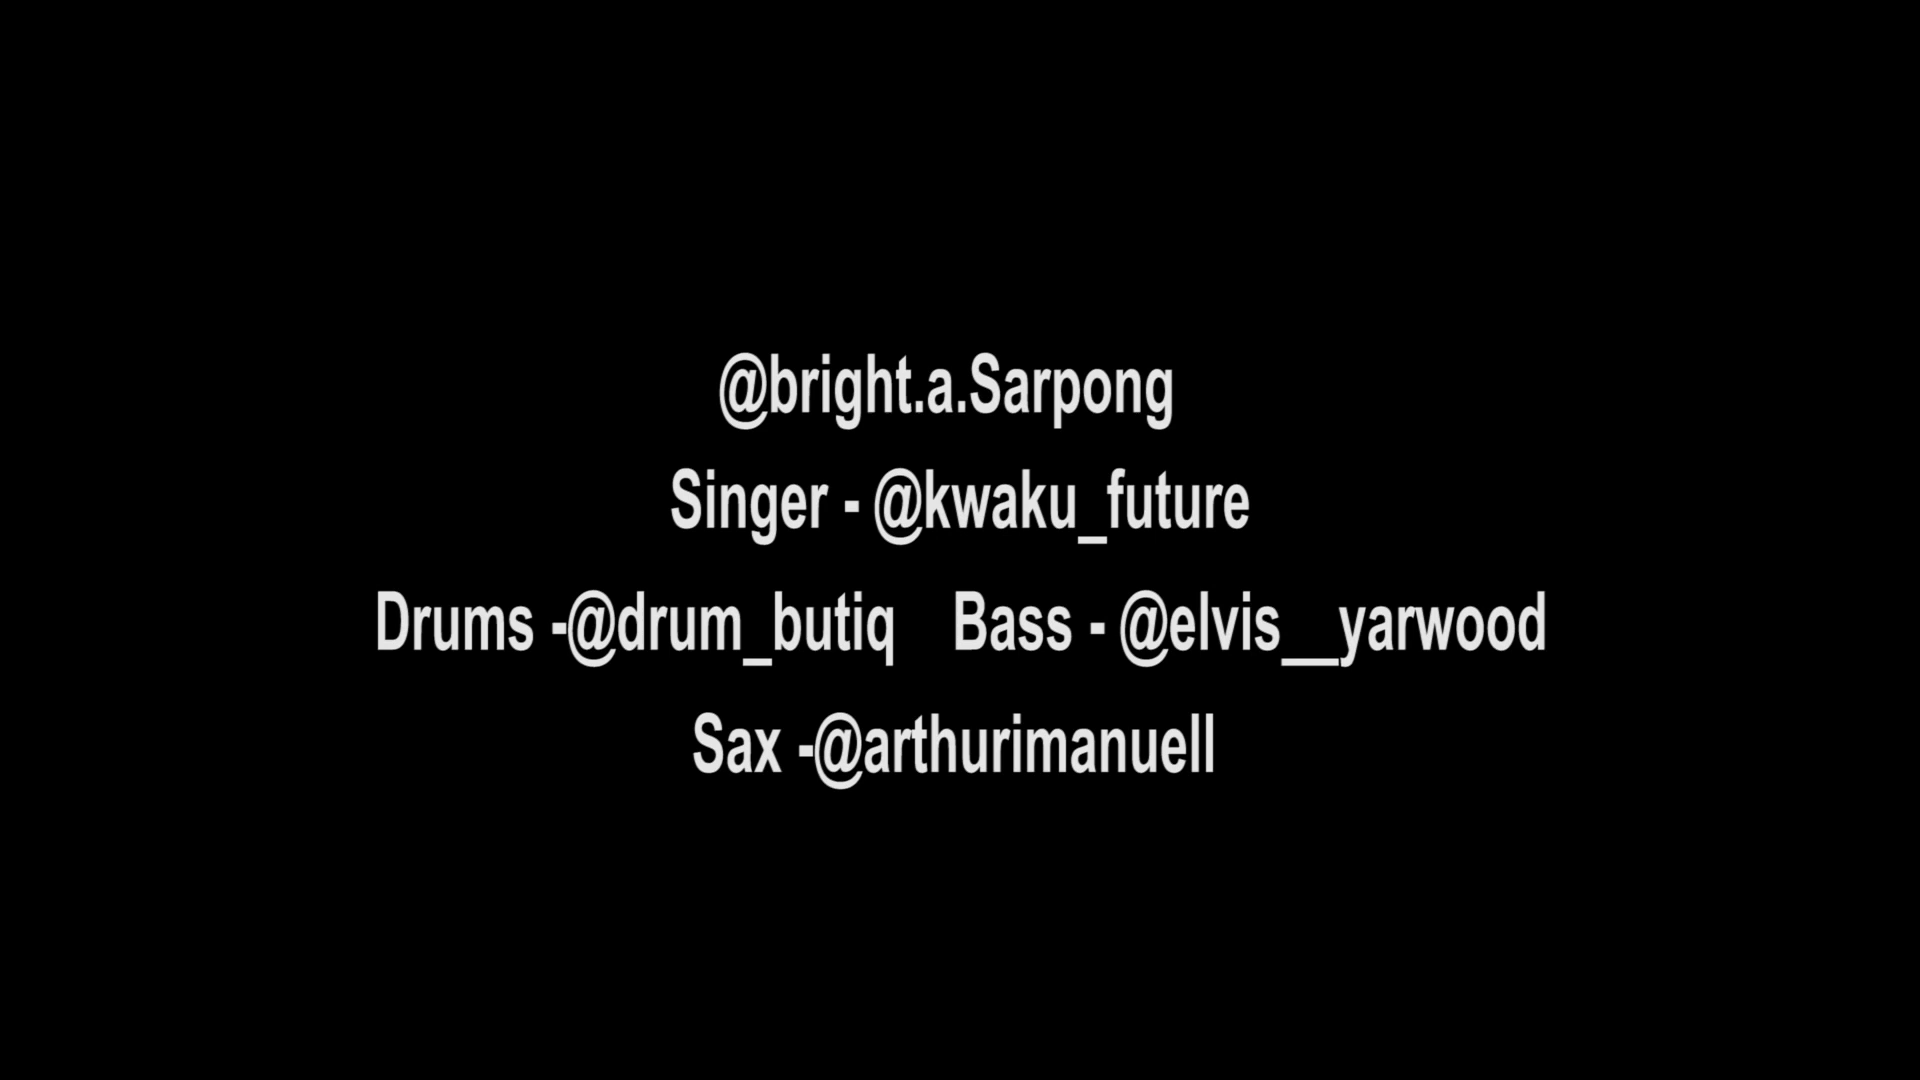 @bright.a.Sarpong
Singer - @kwaku_future
Drums -@drum_butiq    Bass - @elvis__yarwood
Sax -@arthurimanuell